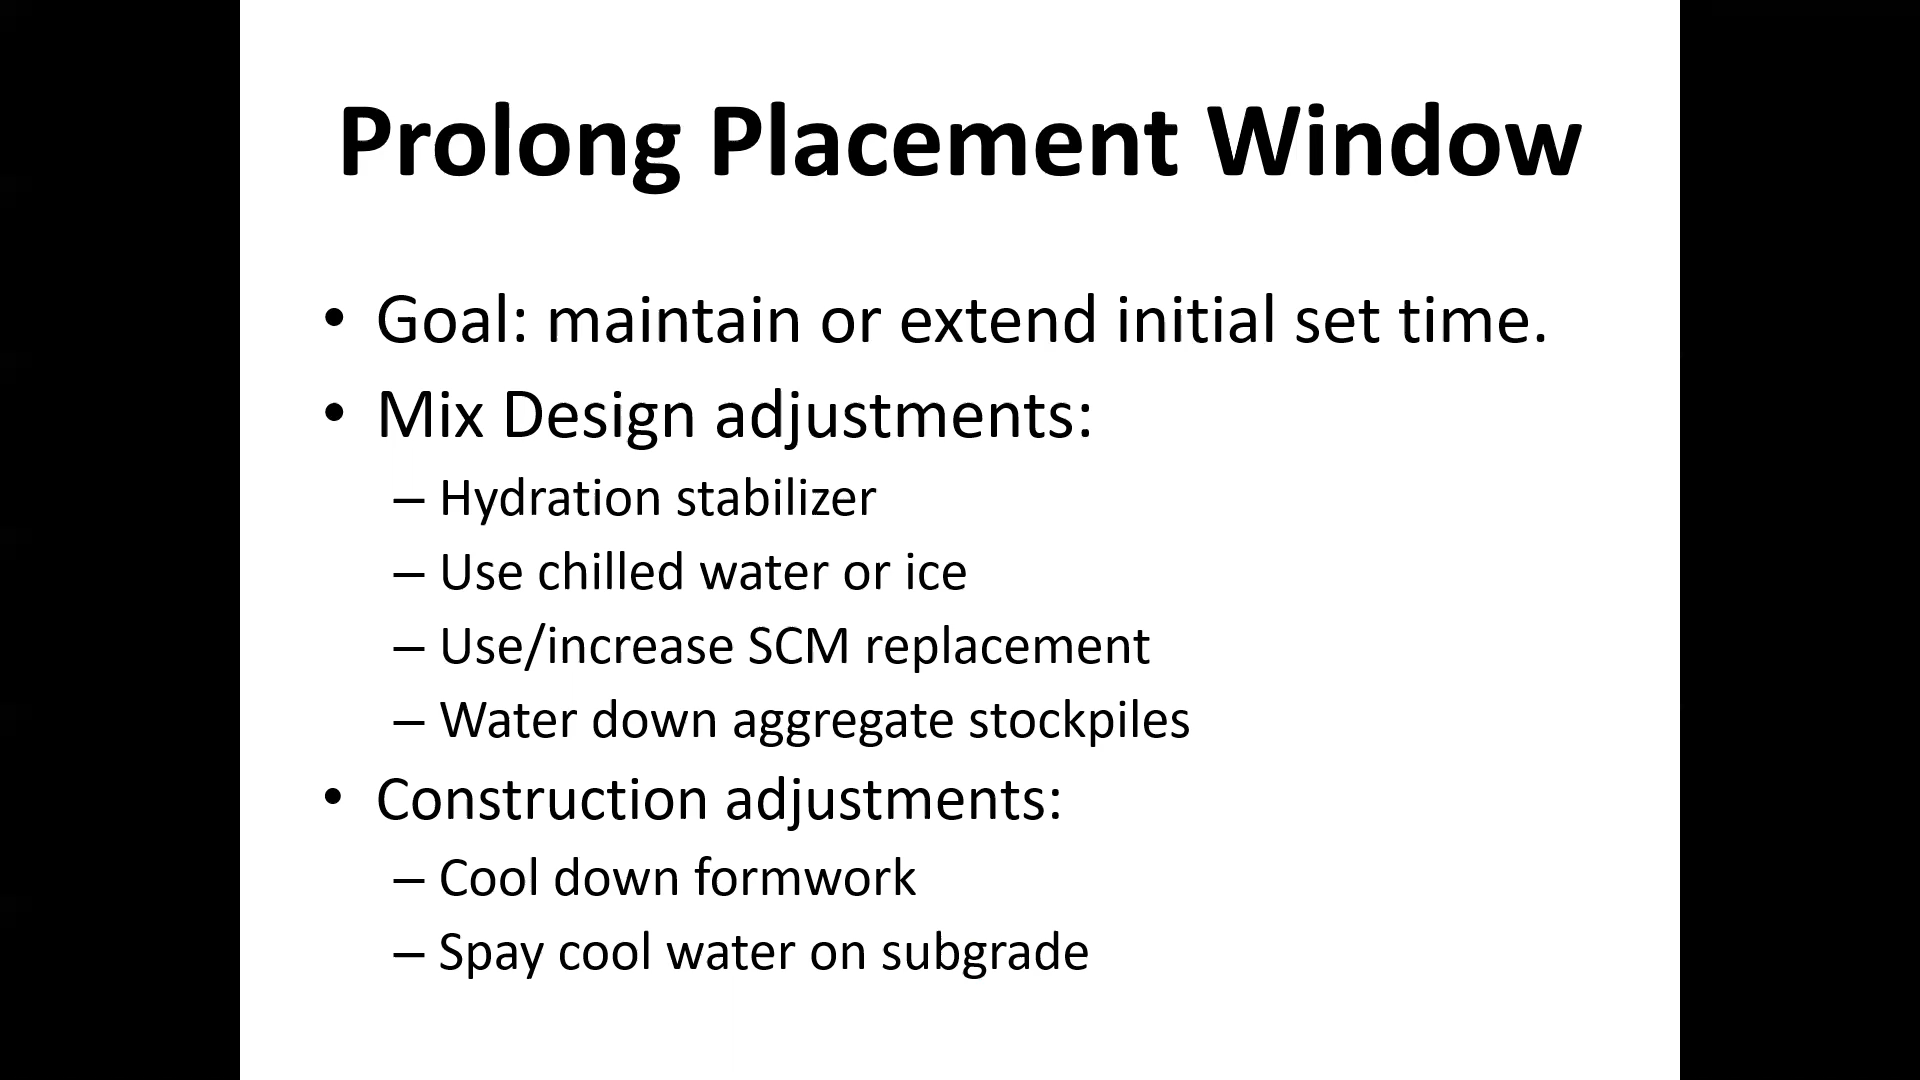 Prolong Placement Window
• Goal: maintain or extend initial set time.
• Mix Design adjustments:
– Hydration stabilizer
– Use chilled water or ice
– Use/increase SCM replacement
– Water down aggregate stockpiles
• Construction adjustments:
– Cool down formwork
– Spay cool water on subgrade